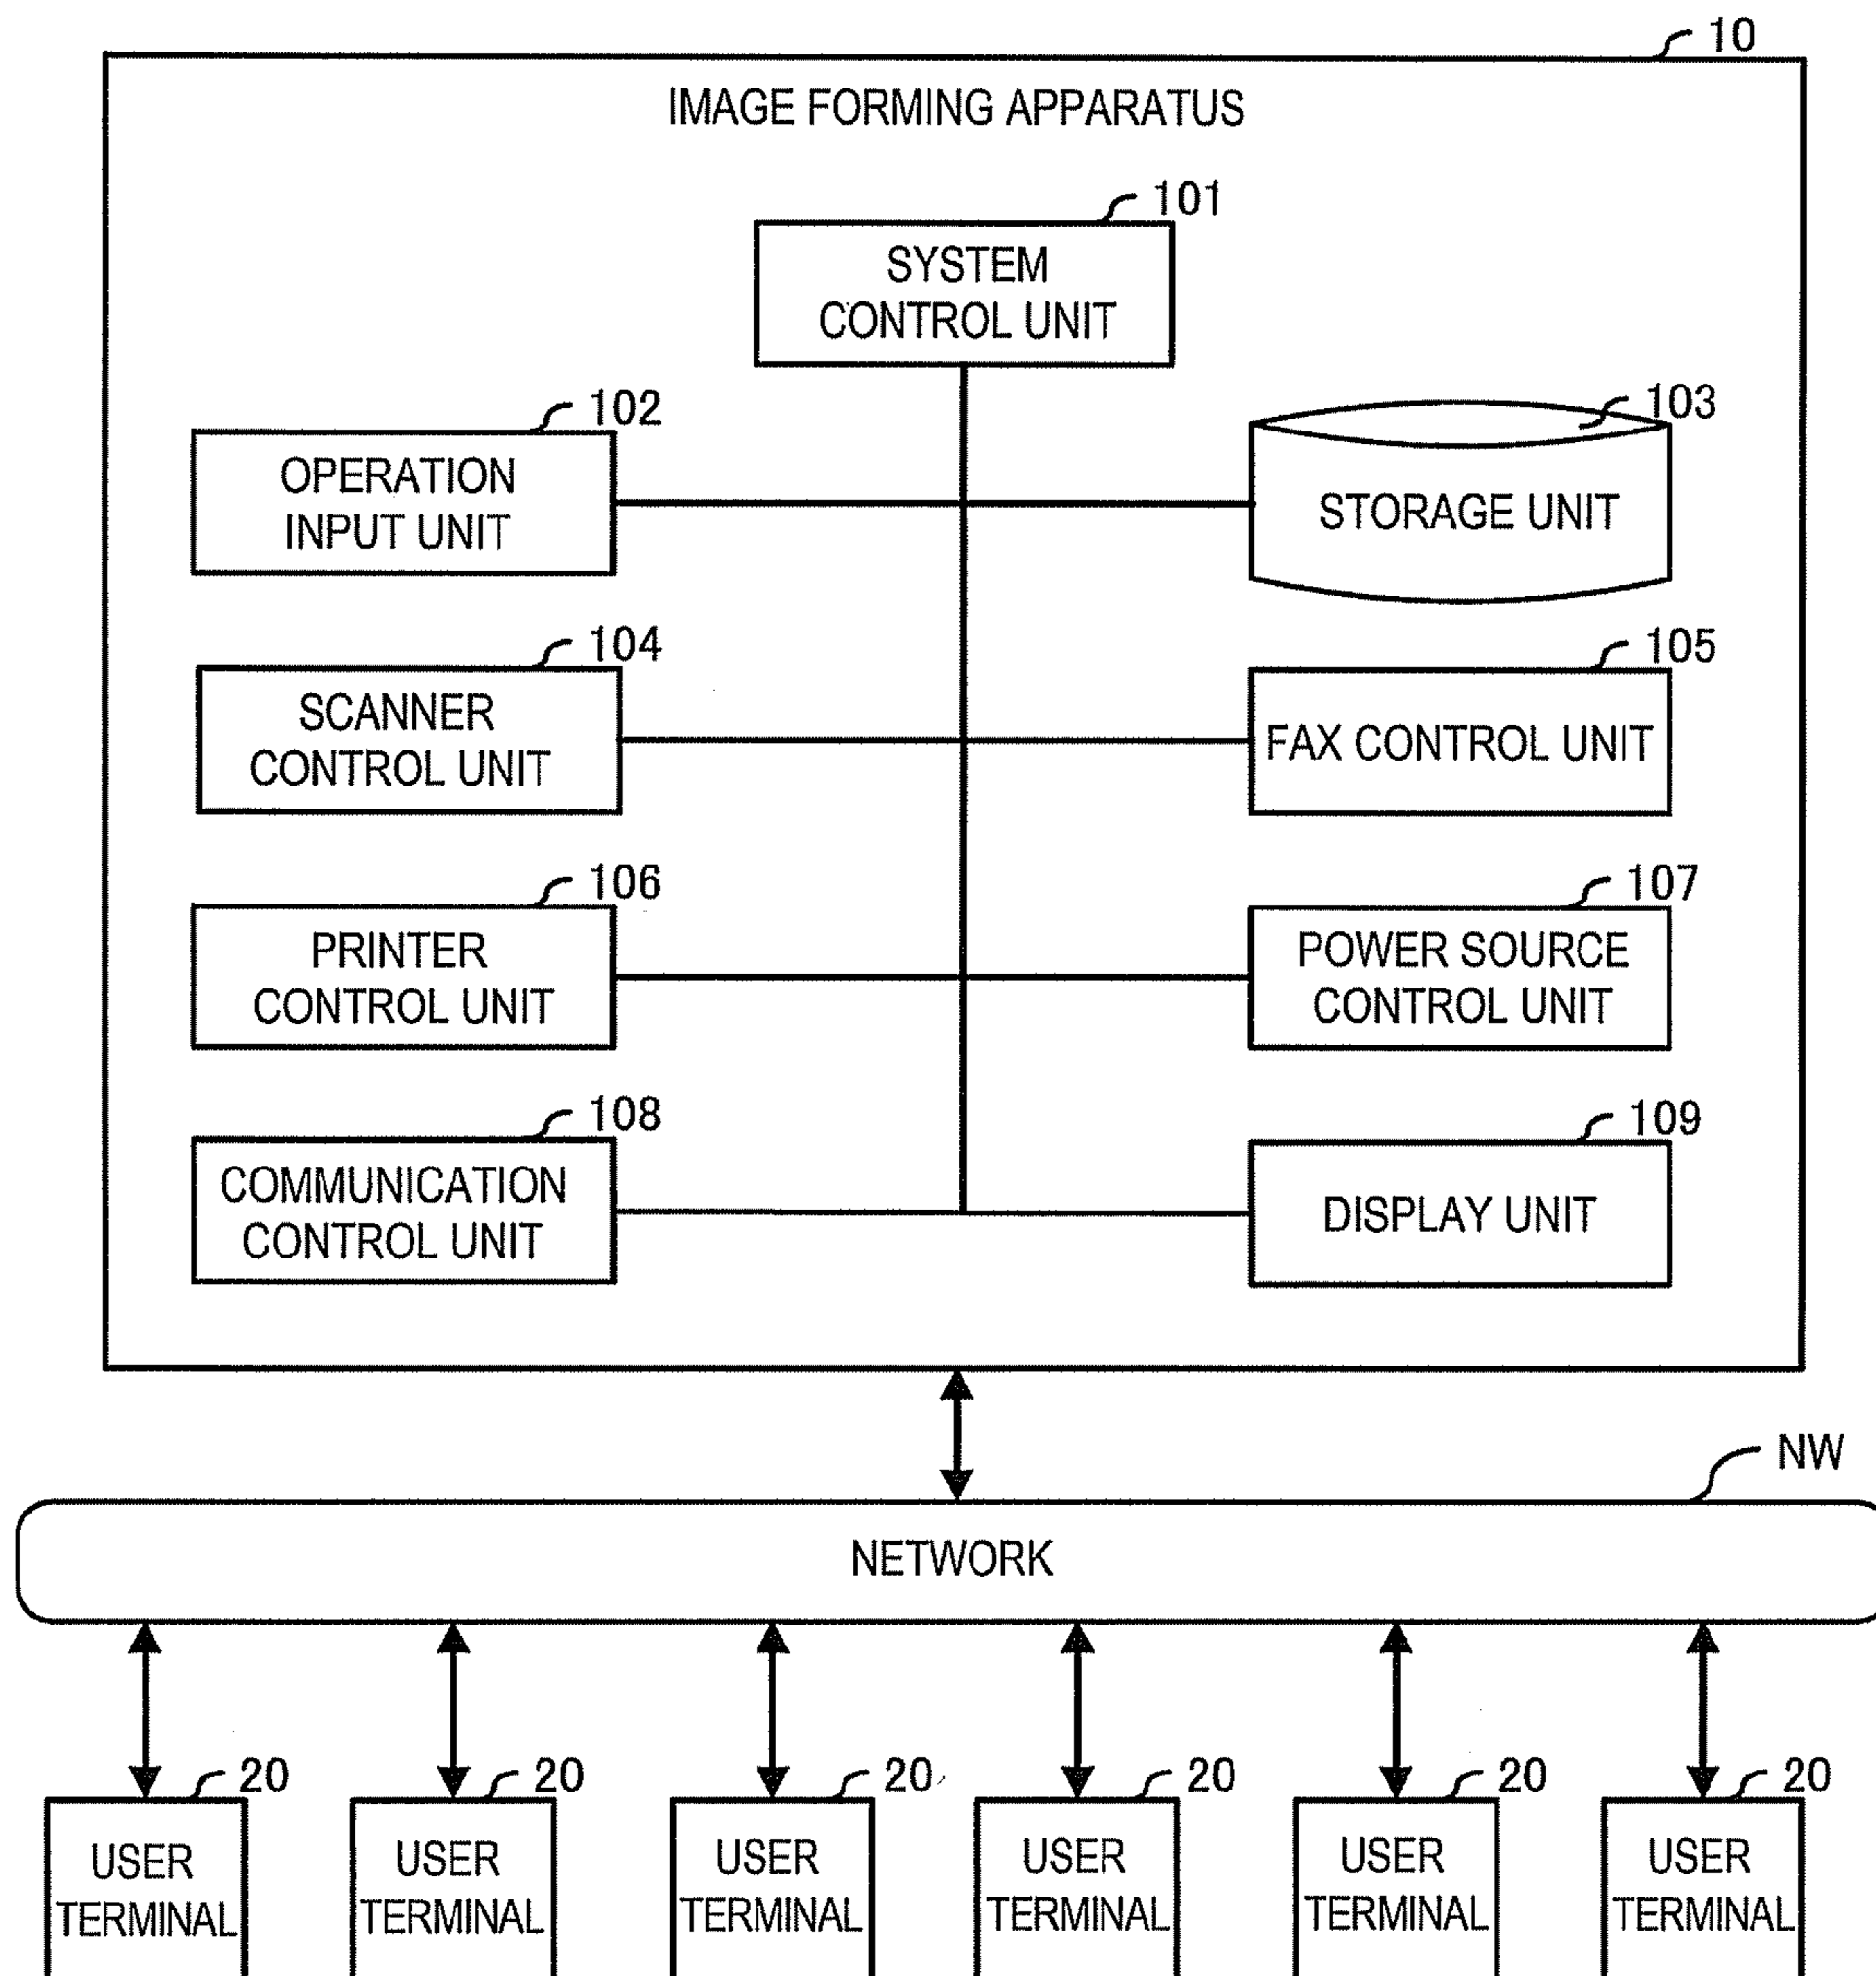 10
IMAGE FORMING APPARATUS
101
SYSTEM
CONTROL UNIT
102
OPERATION
INPUT UNIT
103
STORAGE UNIT
104
SCANNER
CONTROL UNIT
105
FAX CONTROL UNIT
106
PRINTER
CONTROL UNIT
107
POWER SOURCE
CONTROL UNIT
108
COMMUNICATION
CONTROL UNIT
109
DISPLAY UNIT
NW
NETWORK
20
USER
TERMINAL
20
USER
TERMINAL
20
USER
TERMINAL
20
USER
TERMINAL
20
USER
TERMINAL
20
USER
TERMINAL